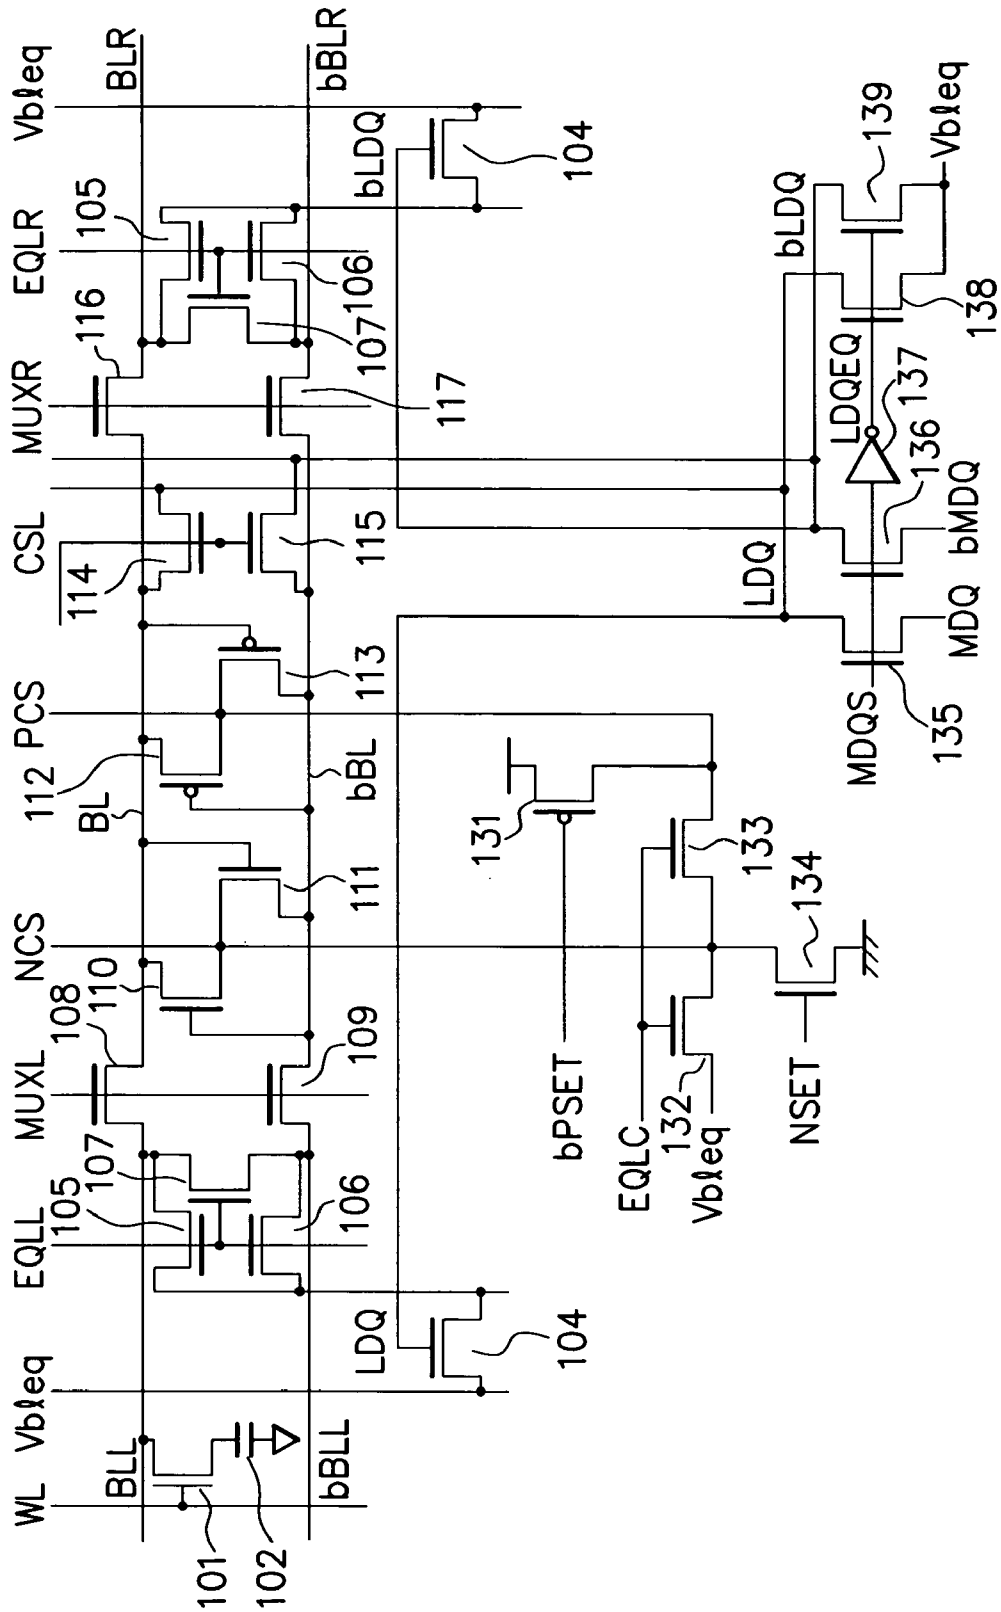 WL
Vbleq
EQLL
MUXL
NCS
PCS
CSL
MUXR
EQLR
Vbleq
BLL
105
107
108
110
BL
112
114
116
105
BLR
101
102
bBLL
106
109
111
bBL
113
115
117
107
106
bBLR
LDQ
104
bLDQ
104
bPSET
131
EQLC
132
133
Vbleq
NSET
134
LDQ
bLDQ
139
LDQEQ
137
136
138
Vbleq
MDQS
135
MDQ
bMDQ